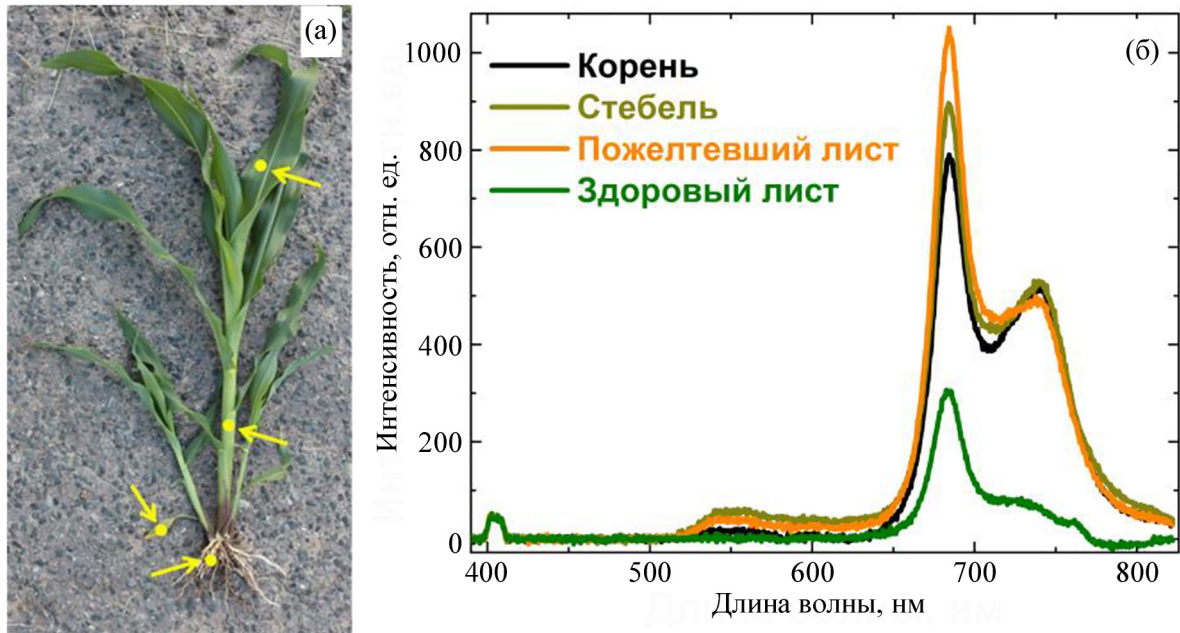 (а)
(б)
Корень
Стебель
Пожелтевший лист
Здоровый лист
Интенсивность, отн. ед.
1000
800
600
400
200
0
400
500
600
700
800
Длина волны, нм